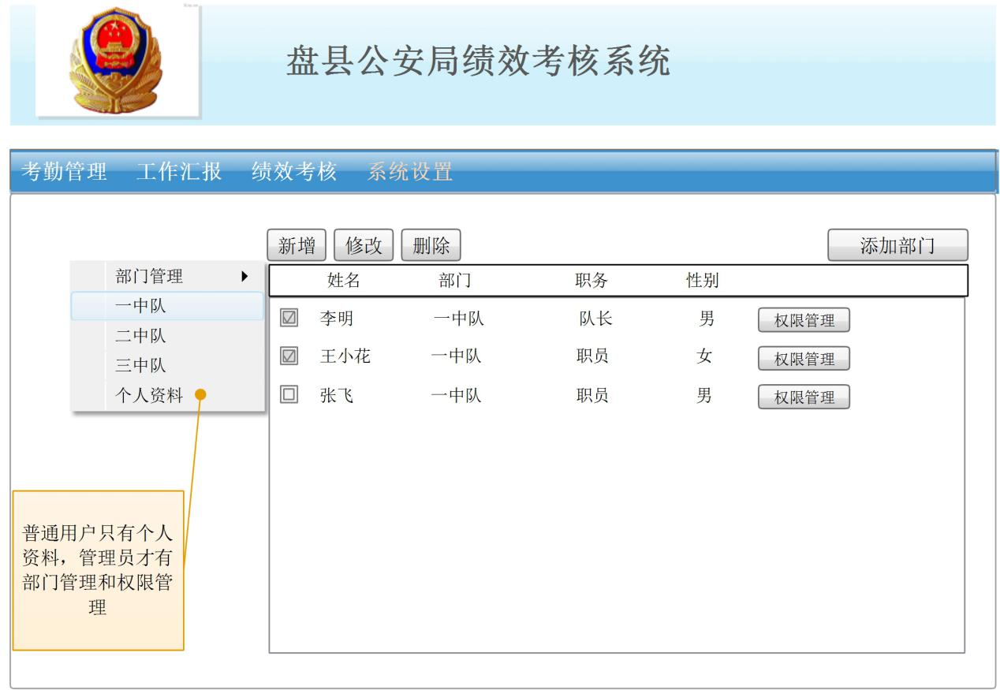 盘县公安局绩效考核系统
考勤管理 工作汇报 绩效考核 系统设置
新增 修改 删除 添加部门
部门管理
一中队
二中队
三中队
个人资料
姓名 部门 职务 性别
李明 一中队 队长 男 权限管理
王小花 一中队 职员 女 权限管理
张飞 一中队 职员 男 权限管理
普通用户只有个人
资料，管理员才有
部门管理和权限管
理